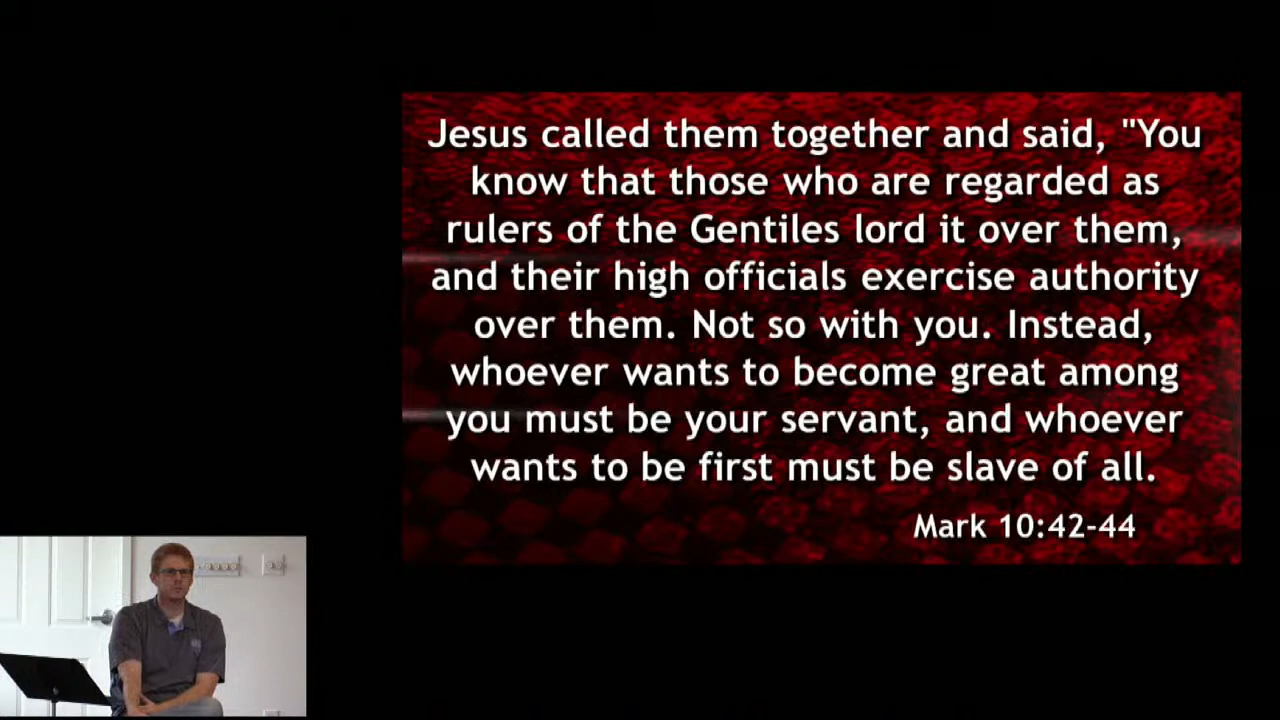 Jesus called them together and said, "You
know that those who are regarded as
rulers of the Gentiles lord it over them,
and their high officials exercise authority
over them. Not so with you. Instead,
whoever wants to become great among
you must be your servant, and whoever
wants to be first must be slave of all.
Mark 10:42-44